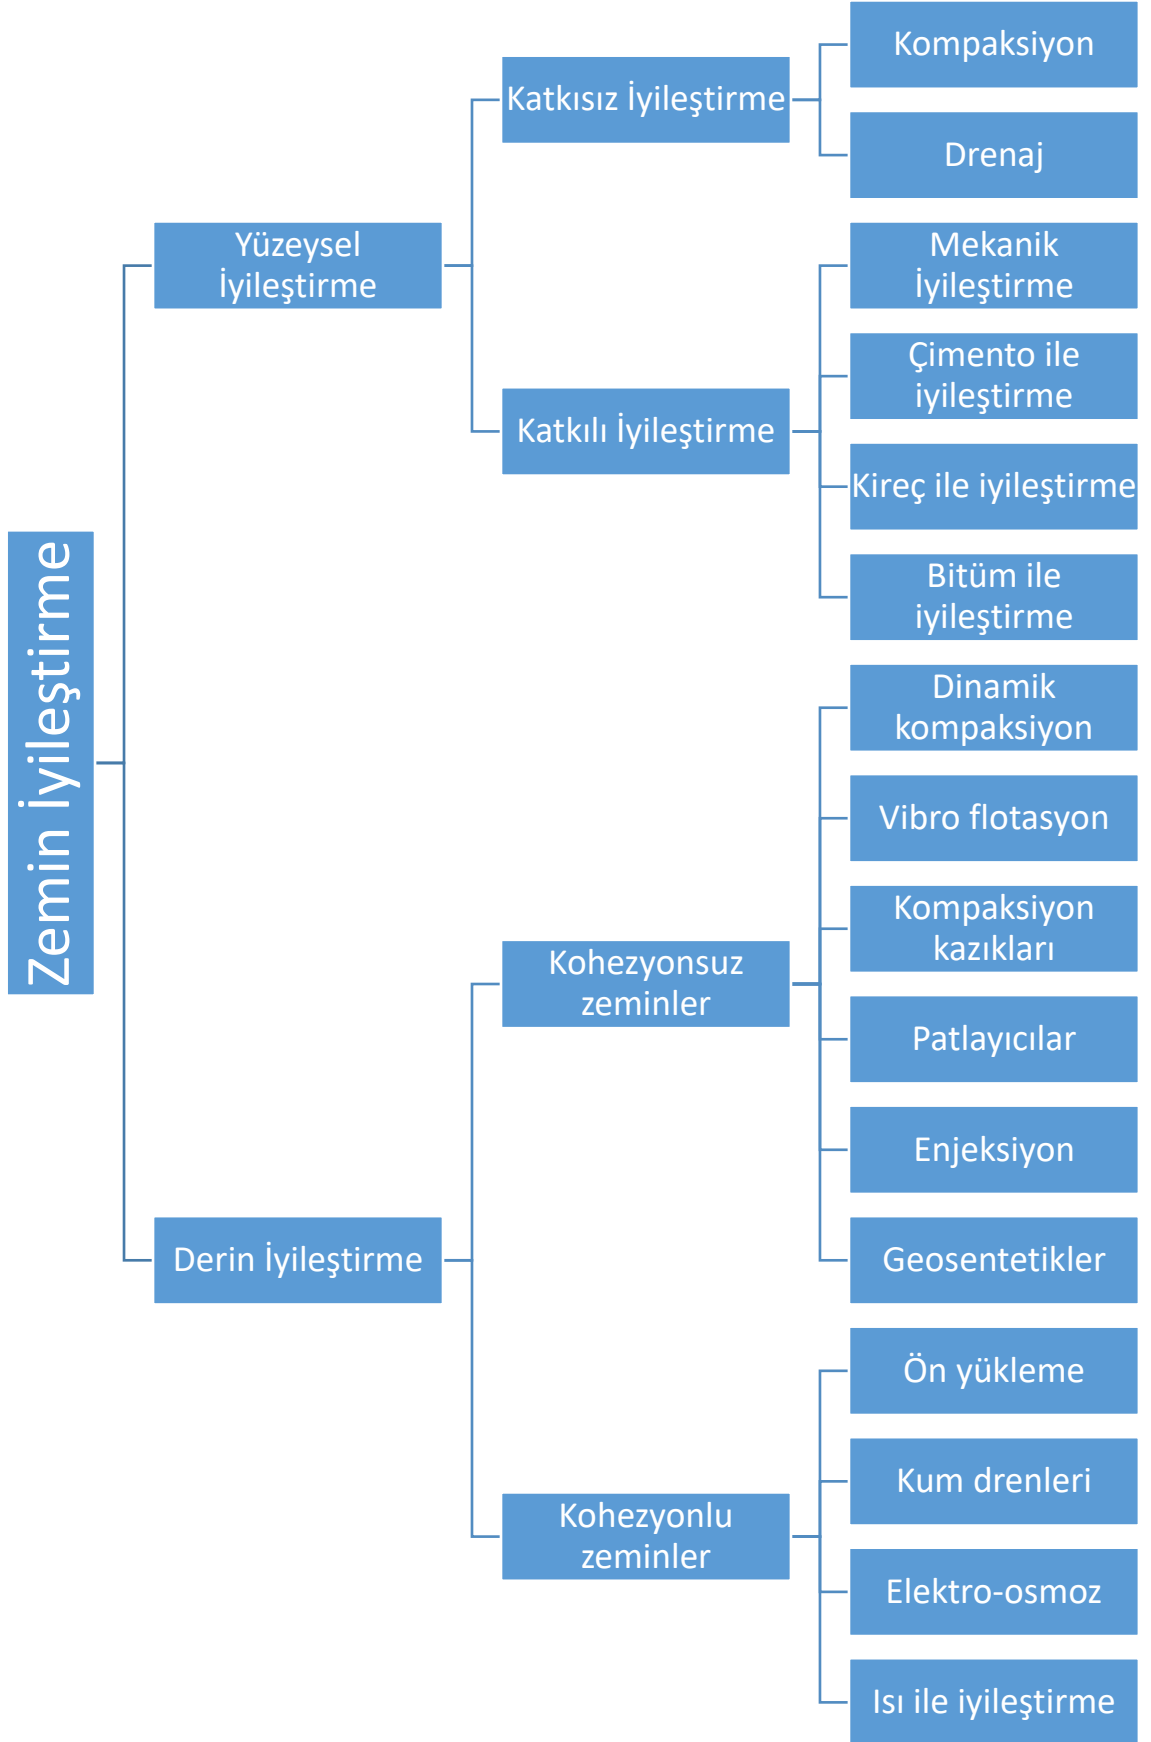 Zemin İyileştirme
Yüzeysel
İyileştirme
Katkısız İyileştirme
Kompaksiyon
Drenaj
Katkılı İyileştirme
Mekanik
İyileştirme
Çimento ile
iyileştirme
Kireç ile iyileştirme
Bitüm ile
iyileştirme
Derin İyileştirme
Kohezyonsuz
zeminler
Dinamik
kompaksiyon
Vibro flotasyon
Kompaksiyon
kazıkları
Patlayıcılar
Enjeksiyon
Geosentetikler
Kohezyonlu
zeminler
Ön yükleme
Kum drenleri
Elektro-osmoz
Isı ile iyileştirme